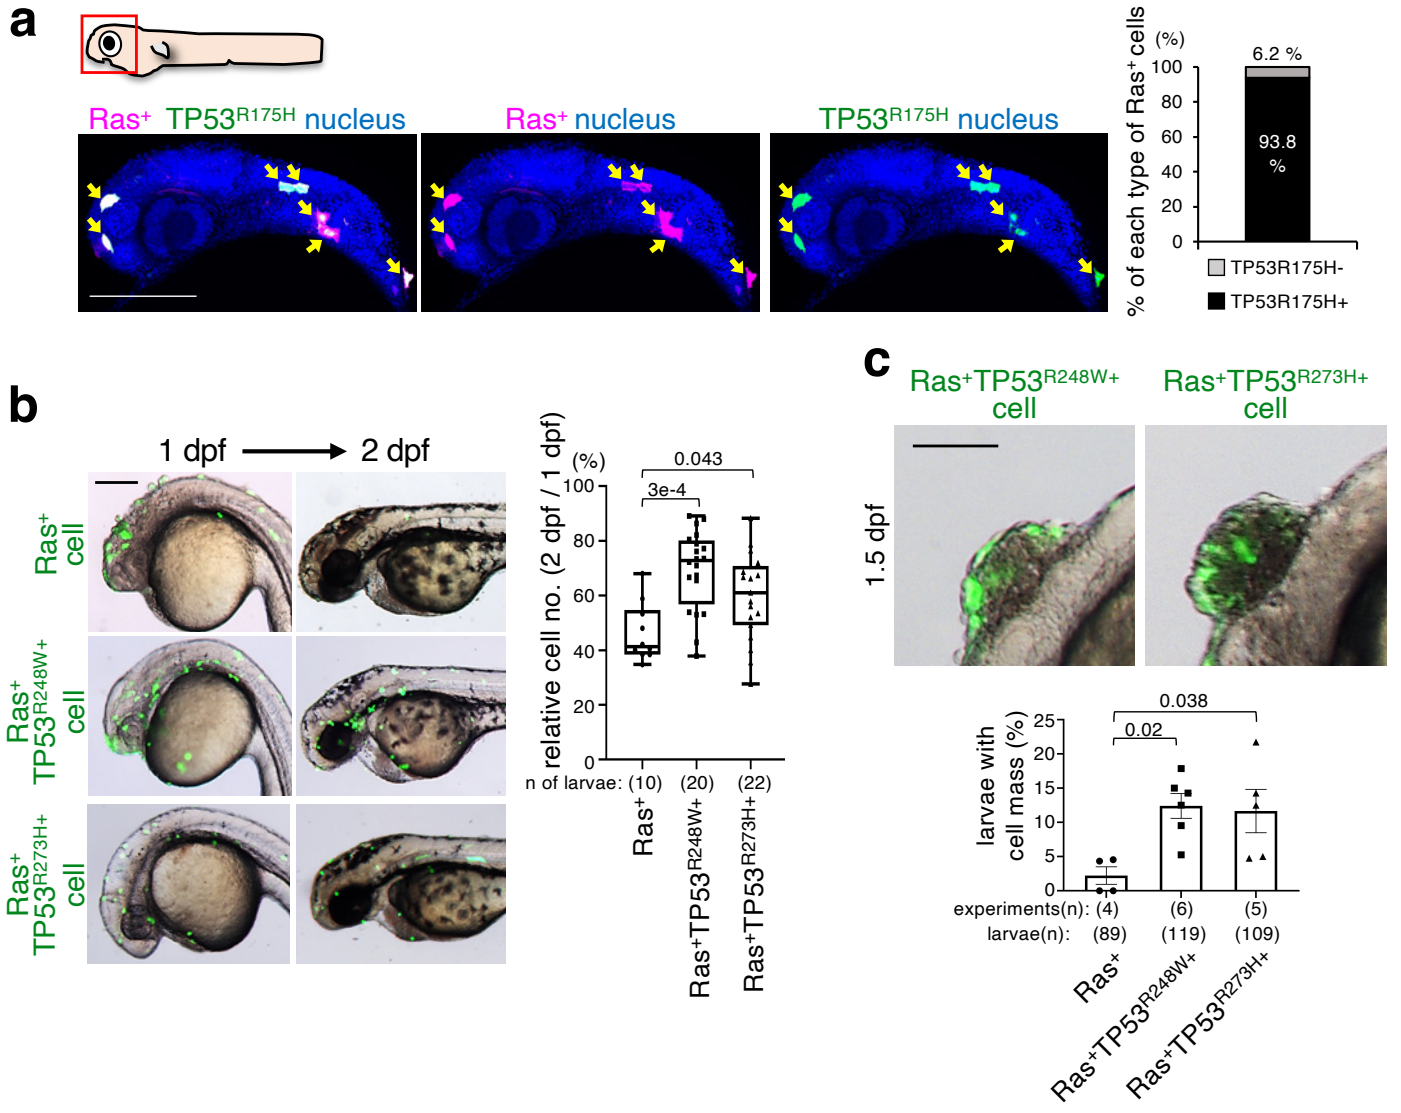 a
Ras⁺ TP53ᴿ¹⁷⁵ᴴ nucleus
Ras⁺ nucleus
TP53ᴿ¹⁷⁵ᴴ nucleus
% of each type of Ras⁺ cells
(%)
6.2 %
100
80
60
40
20
0
93.8
%
TP53R175H-
TP53R175H+
b
1 dpf
2 dpf
Ras⁺
cell
Ras⁺
TP53ᴿ²⁴⁸ᵂ⁺
cell
Ras⁺
TP53ᴿ²⁷³ᴴ⁺
cell
relative cell no. (2 dpf / 1 dpf)
(%)
0.043
3e-4
100
80
60
40
20
0
n of larvae: (10) (20) (22)
Ras⁺
Ras⁺TP53ᴿ²⁴⁸ᵂ⁺
Ras⁺TP53ᴿ²⁷³ᴴ⁺
c
Ras⁺TP53ᴿ²⁴⁸ᵂ⁺
cell
Ras⁺TP53ᴿ²⁷³ᴴ⁺
cell
1.5 dpf
larvae with
cell mass (%)
0.038
0.02
25
20
15
10
5
0
experiments(n): (4) (6) (5)
larvae(n): (89) (119) (109)
Ras⁺
Ras⁺TP53ᴿ²⁴⁸ᵂ⁺
Ras⁺TP53ᴿ²⁷³ᴴ⁺